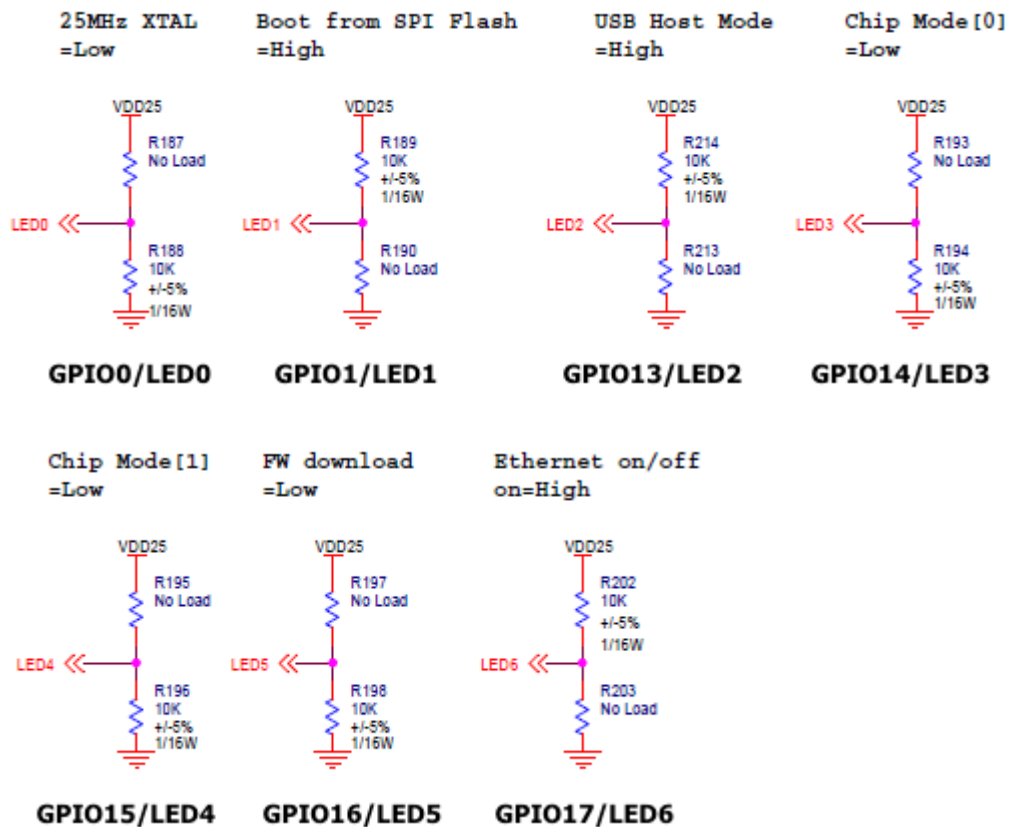 25MHz XTAL
=Low
Boot from SPI Flash
=High
USB Host Mode
=High
Chip Mode[0]
=Low
VDD25
R187
No Load
LED0
R188
10K
+/-5%
1/16W
GPIO0/LED0
VDD25
R189
10K
+/-5%
1/16W
LED1
R190
No Load
GPIO1/LED1
VDD25
R214
10K
+/-5%
1/16W
LED2
R213
No Load
GPIO13/LED2
VDD25
R193
No Load
LED3
R194
10K
+/-5%
1/16W
GPIO14/LED3
Chip Mode[1]
=Low
FW download
=Low
Ethernet on/off
on=High
VDD25
R195
No Load
LED4
R196
10K
+/-5%
1/16W
GPIO15/LED4
VDD25
R197
No Load
LED5
R198
10K
+/-5%
1/16W
GPIO16/LED5
VDD25
R202
10K
+/-5%
1/16W
LED6
R203
No Load
GPIO17/LED6